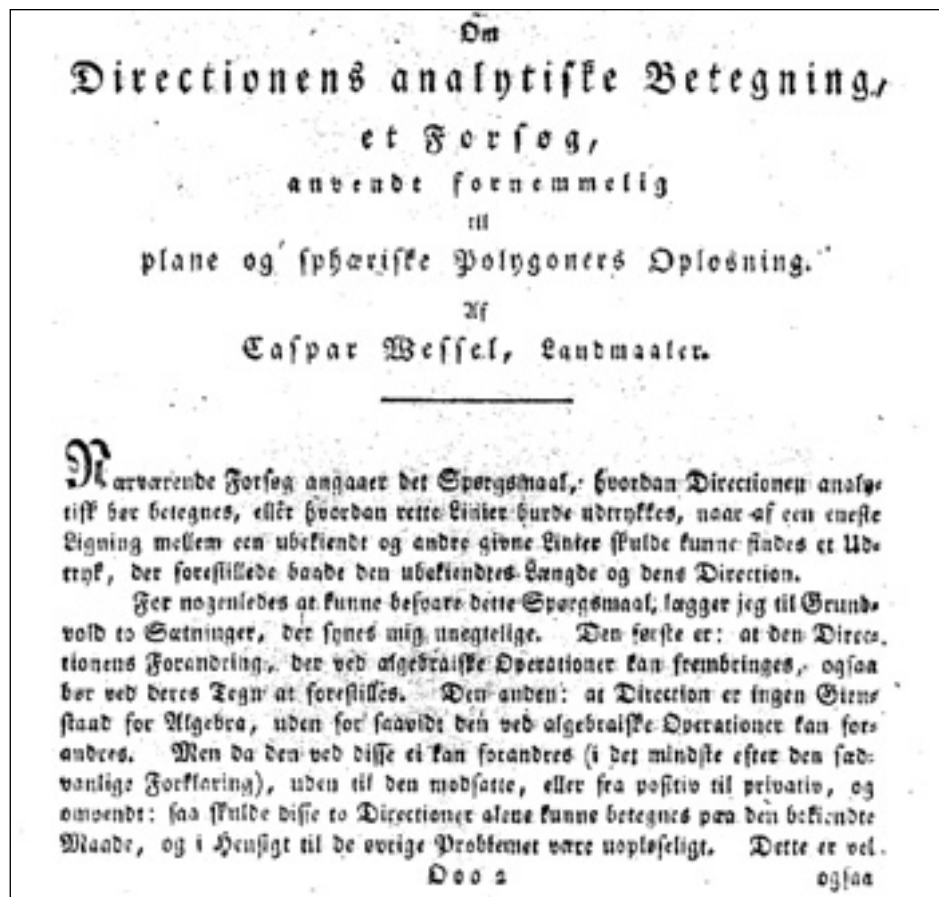 Om
Directionens analytiske Betegning,
et Forsøg,
anvendt fornemmelig
til
plane og sphæriske Polygoners Opløsning.
Af
Caspar Wessel, Landmaaler.
Nærværende Forsøg angaaer det Spørgsmaal, hvordan Directionen analy-
tisk bør betegnes, eller hvordan rette Linier burde udtrykkes, naar af een eneste
Ligning mellem een ubekiendt og andre givne Linier skulde kunne findes et Ud-
tryk, der forestillede baade den ubekiendtes Længde og dens Direction.
For nogenledes at kunne besvare dette Spørgsmaal, lægger jeg til Grund-
vold to Sætninger, der synes mig unegtelige. Den første er: at den Direc-
tionens Forandring, der ved algebraiske Operationer kan frembringes, ogsaa
bør ved deres Tegn at forestilles. Den anden: at Direction er ingen Gien-
stand for Algebra, uden for saavidt den ved algebraiske Operationer kan for-
andres. Men da den ved disse ei kan forandres (i det mindste efter den sæd-
vanlige Forklaring), uden til den modsatte, eller fra positiv til privativ, og
omvendt: saa skulde disse to Directioner alene kunne betegnes paa den bekiendte
Maade, og i Hensigt til de øvrige Problemet være uopløseligt. Dette er vel
Ooo 2 ogsaa